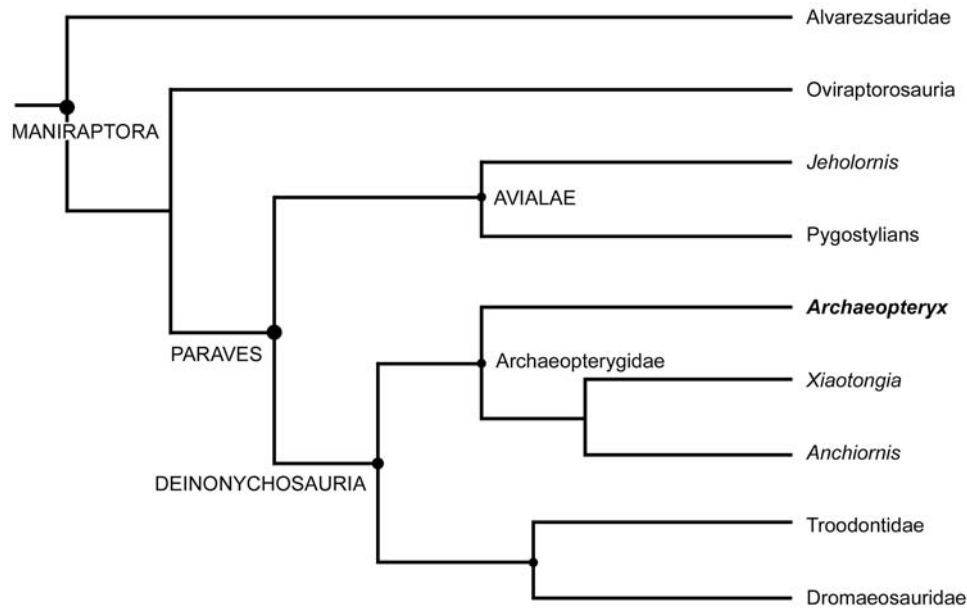 Alvarezsauridae
Oviraptorosauria
MANIRAPTORA
Jeholornis
AVIALAE
Pygostylians
Archaeopteryx
PARAVES
Archaeopterygidae
Xiaotongia
Anchiornis
DEINONYCHOSAURIA
Troodontidae
Dromaeosauridae